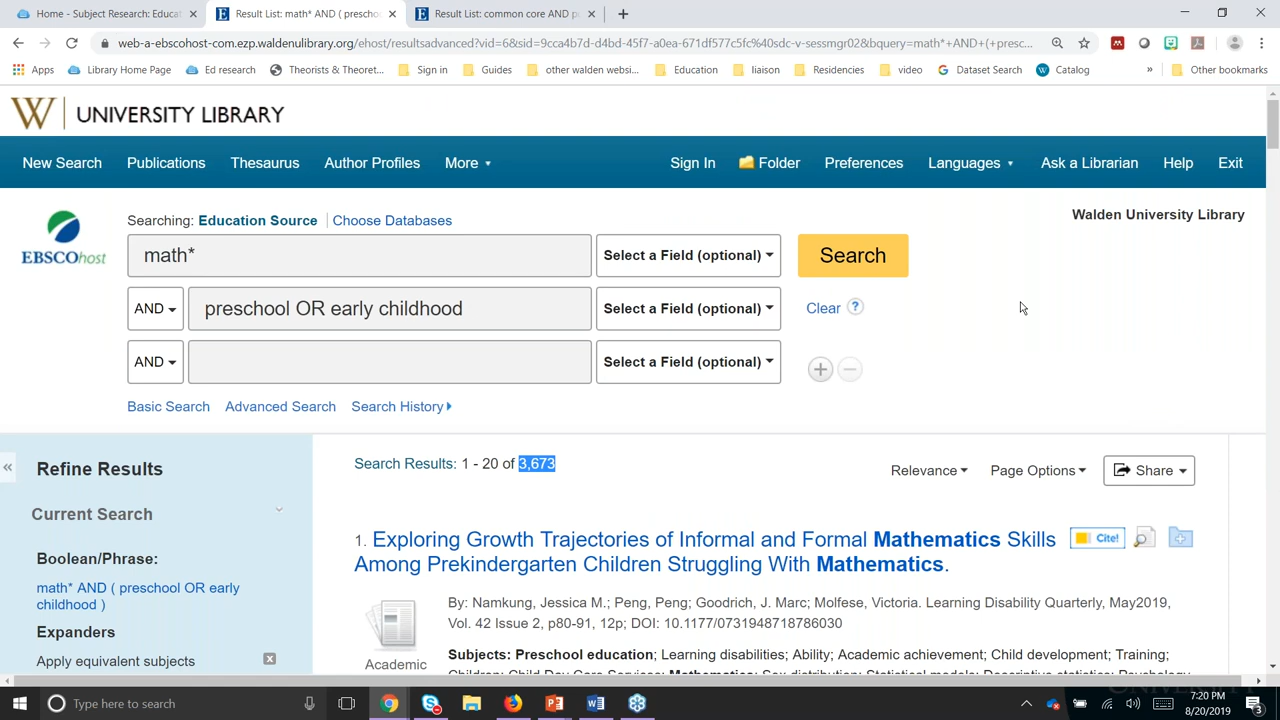 Home - Subject Research: Educat
Result List: math* AND ( prescho
Result List: common core AND p
web-a-ebscohost-com.ezp.waldenulibrary.org/ehost/resultsadvanced?vid=6&sid=9cca4b7d-d4bd-45f7-a0ea-671df577c5fc%40sdc-v-sessmgr02&bquery=math*+AND+(+presc...
Apps
Library Home Page
Ed research
Theorists & Theoret...
Sign in
Guides
other walden websi...
Education
liaison
Residencies
video
Dataset Search
Catalog
»
Other bookmarks
W UNIVERSITY LIBRARY
New Search
Publications
Thesaurus
Author Profiles
More
Sign In
Folder
Preferences
Languages
Ask a Librarian
Help
Exit
Searching: Education Source
Choose Databases
Walden University Library
EBSCOhost
math*
Select a Field (optional)
Search
AND
preschool OR early childhood
Select a Field (optional)
Clear ?
AND
Select a Field (optional)
Basic Search
Advanced Search
Search History
« Refine Results
Search Results: 1 - 20 of 3,673
Relevance
Page Options
Share
Current Search
Boolean/Phrase:
math* AND ( preschool OR early
childhood )
Expanders
Apply equivalent subjects
1. Exploring Growth Trajectories of Informal and Formal Mathematics Skills
Among Prekindergarten Children Struggling With Mathematics.
Cite!
By: Namkung, Jessica M.; Peng, Peng; Goodrich, J. Marc; Molfese, Victoria. Learning Disability Quarterly, May2019,
Vol. 42 Issue 2, p80-91, 12p; DOI: 10.1177/0731948718786030
Academic
Subjects: Preschool education; Learning disabilities; Ability; Academic achievement; Child development; Training;
Type here to search
7:20 PM
8/20/2019
3